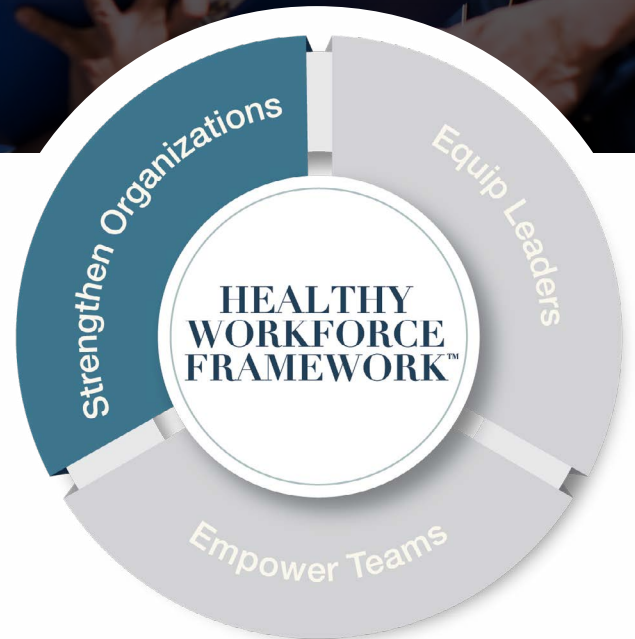 Strengthen Organizations
Equip Leaders
HEALTHY
WORKFORCE
FRAMEWORK™
Empower Teams